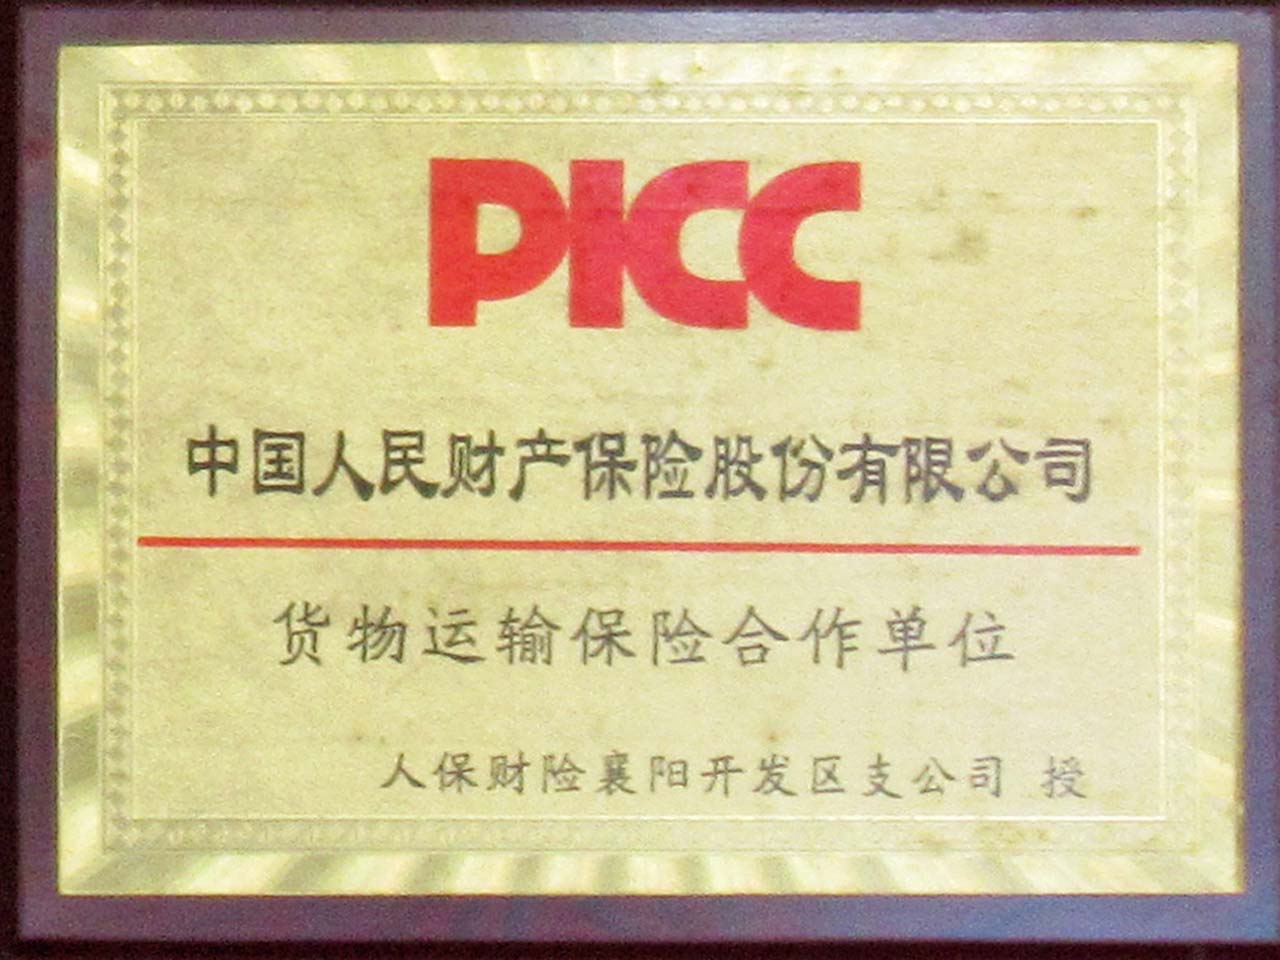 PICC
中国人民财产保险股份有限公司
货物运输保险合作单位
人保财险襄阳开发区支公司 授